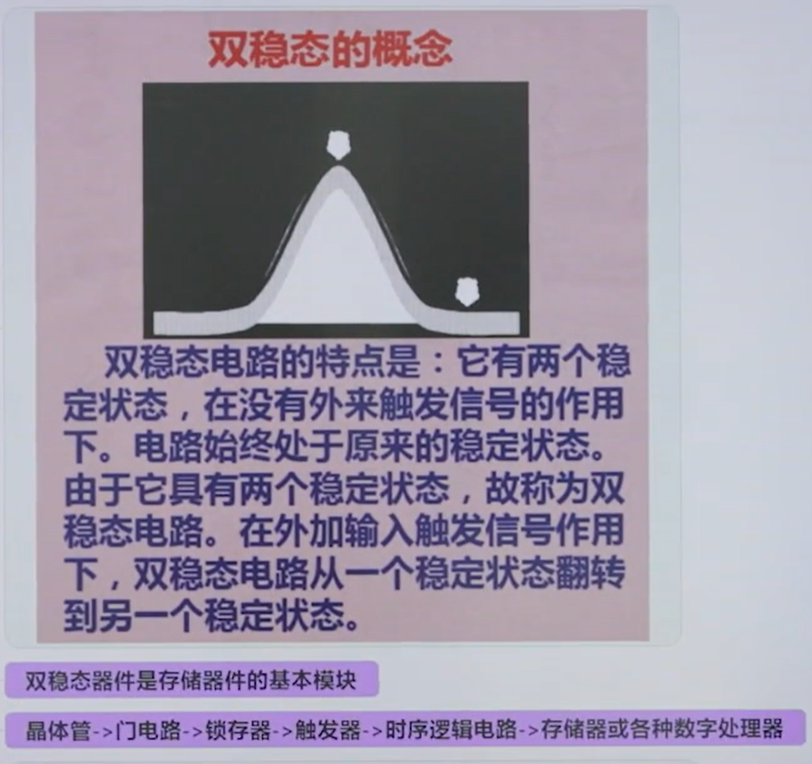 双稳态的概念
双稳态电路的特点是：它有两个稳
定状态，在没有外来触发信号的作用
下。电路始终处于原来的稳定状态。
由于它具有两个稳定状态，故称为双
稳态电路。在外加输入触发信号作用
下，双稳态电路从一个稳定状态翻转
到另一个稳定状态。
双稳态器件是存储器件的基本模块
晶体管->门电路->锁存器->触发器->时序逻辑电路->存储器或各种数字处理器